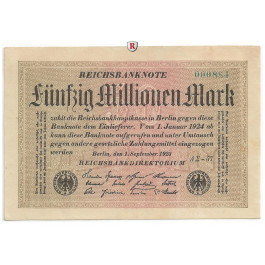 R
REICHSBANKNOTE
000884
Fünfzig Millionen Mark
zahlt die Reichsbankhauptkasse in Berlin gegen diese
Banknote dem Einlieferer. Vom 1. Januar 1924 ab
kann diese Banknote aufgerufen und unter Umtausch
gegen andere gesetzliche Zahlungsmittel eingezogen
werden
Berlin, den 1. September 1923
REICHSBANKDIREKTORIUM